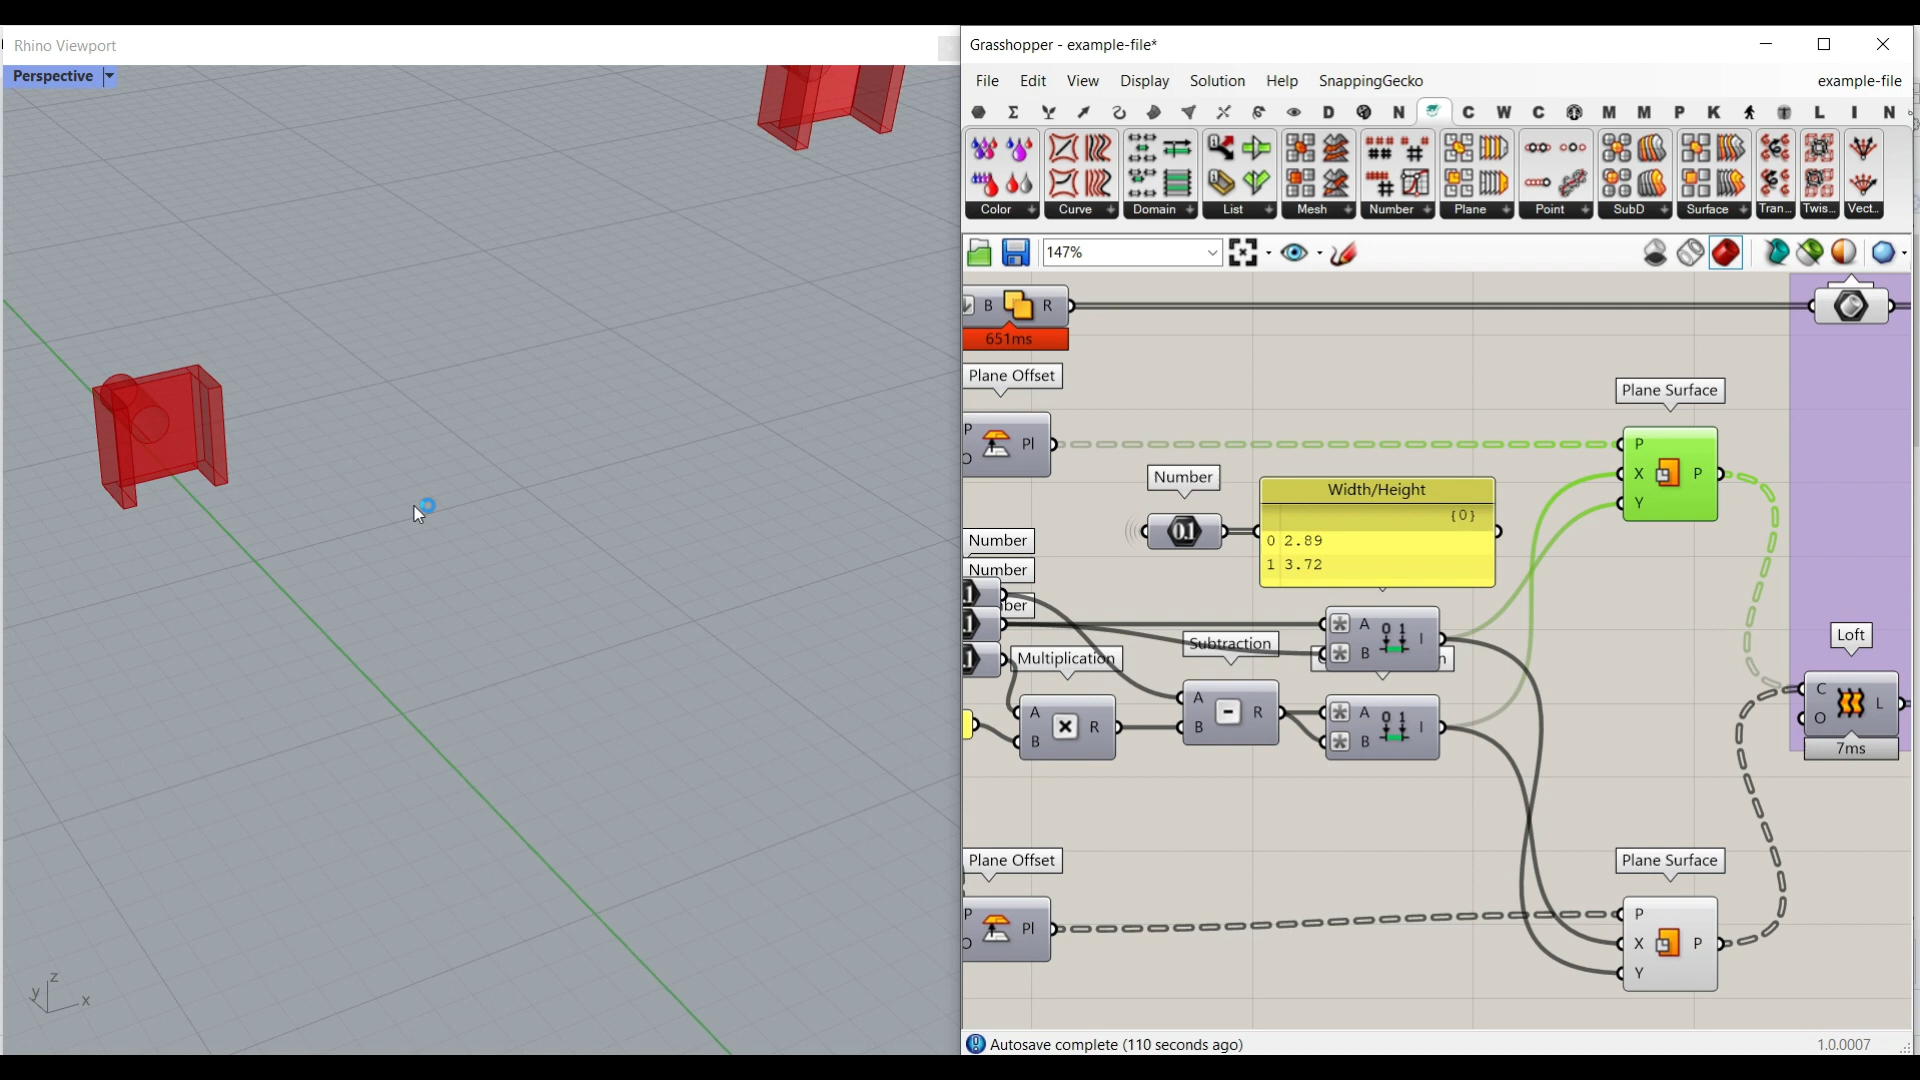 Rhino Viewport
Perspective
z
y
x
Grasshopper - example-file*
File Edit View Display Solution Help SnappingGecko example-file
D N C W C M M P K L I N
Color Curve Domain List Mesh Number Plane Point SubD Surface Tran... Twis... Vect...
147%
B R
651ms
Plane Offset
P Pl
O
Number
Width/Height
{0}
0 2.89
1 3.72
Plane Surface
P
X P
Y
Number
Number
ber
Multiplication
A R
B
Subtraction
A R
B
A I
B
n
A I
B
Loft
C L
O
7ms
Plane Offset
P Pl
O
Plane Surface
P
X P
Y
Autosave complete (110 seconds ago)
1.0.0007